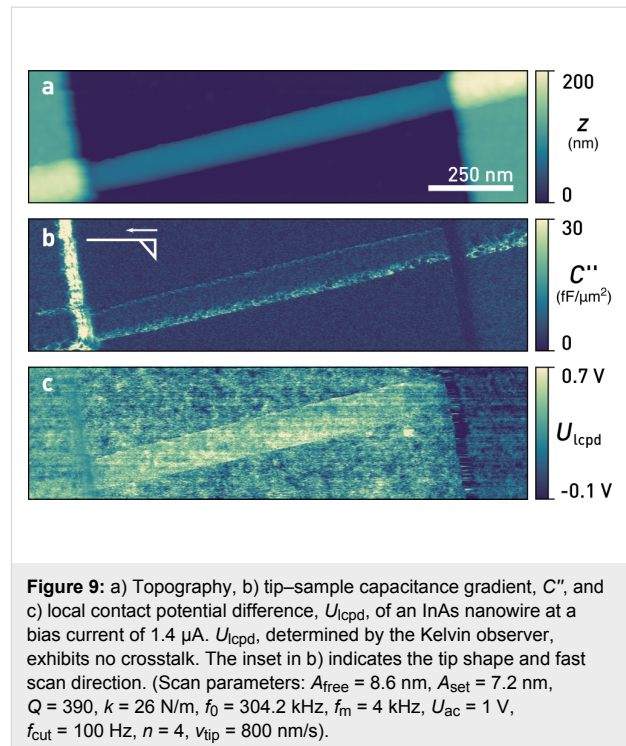 a
200
z
(nm)
250 nm
0
b
30
C''
(fF/µm²)
0
c
0.7 V
U_lcpd
-0.1 V
Figure 9: a) Topography, b) tip–sample capacitance gradient, C″, and
c) local contact potential difference, U_lcpd, of an InAs nanowire at a
bias current of 1.4 µA. U_lcpd, determined by the Kelvin observer,
exhibits no crosstalk. The inset in b) indicates the tip shape and fast
scan direction. (Scan parameters: A_free = 8.6 nm, A_set = 7.2 nm,
Q = 390, k = 26 N/m, f_0 = 304.2 kHz, f_m = 4 kHz, U_ac = 1 V,
f_cut = 100 Hz, n = 4, v_tip = 800 nm/s).